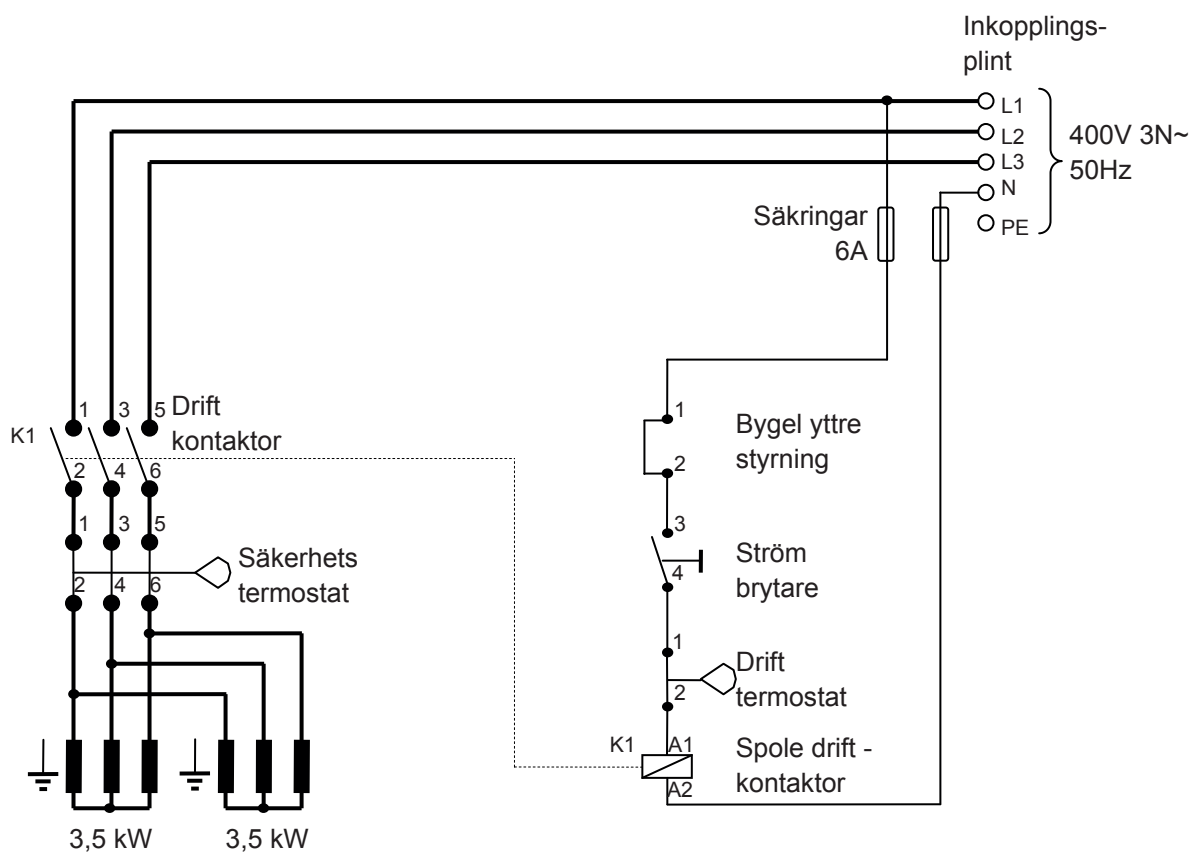 Inkopplings-
plint
L1
L2
L3
N
PE
400V 3N~
50Hz
Säkringar
6A
K1
1 3 5
Drift
kontaktor
2 4 6
1 3 5
Säkerhets
termostat
2 4 6
3,5 kW
3,5 kW
1
2
Bygel yttre
styrning
3
4
Ström
brytare
1
2
Drift
termostat
K1
A1
A2
Spole drift -
kontaktor